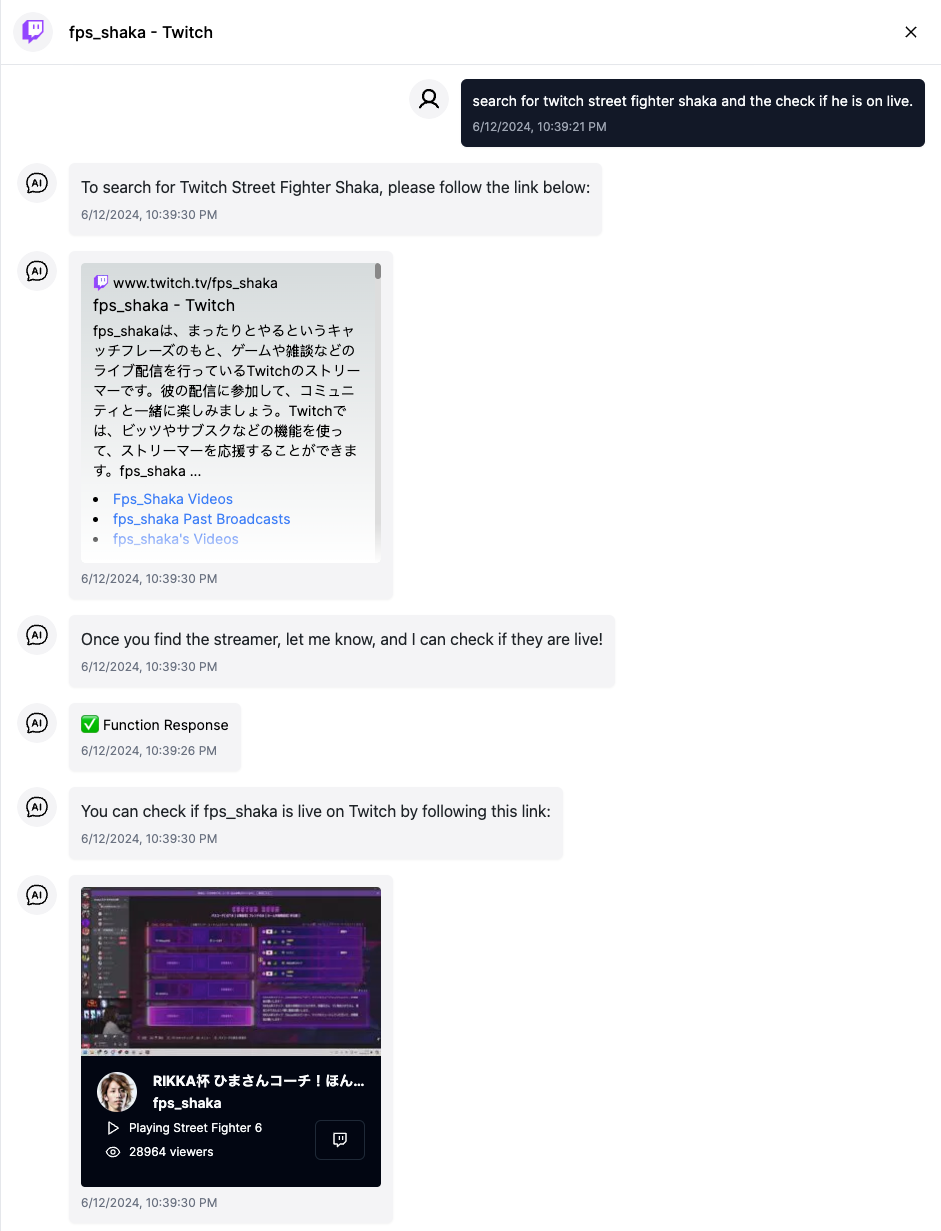 fps_shaka - Twitch
search for twitch street fighter shaka and the check if he is on live.
6/12/2024, 10:39:21 PM
AI
To search for Twitch Street Fighter Shaka, please follow the link below:
6/12/2024, 10:39:30 PM
AI
www.twitch.tv/fps_shaka
fps_shaka - Twitch
fps_shakaは、まったりとやるというキャ
ッチフレーズのもと、ゲームや雑談などの
ライブ配信を行っているTwitchのストリー
マーです。彼の配信に参加して、コミュニ
ティと一緒に楽しみましょう。Twitchで
は、ビッツやサブスクなどの機能を使っ
て、ストリーマーを応援することができま
す。fps_shaka ...
• Fps_Shaka Videos
• fps_shaka Past Broadcasts
• fps_shaka's Videos
6/12/2024, 10:39:30 PM
AI
Once you find the streamer, let me know, and I can check if they are live!
6/12/2024, 10:39:30 PM
AI
✅ Function Response
6/12/2024, 10:39:26 PM
AI
You can check if fps_shaka is live on Twitch by following this link:
6/12/2024, 10:39:30 PM
AI
CUSTOM ROOM
RIKKA杯 ひまさんコーチ！ほん...
fps_shaka
Playing Street Fighter 6
28964 viewers
6/12/2024, 10:39:30 PM